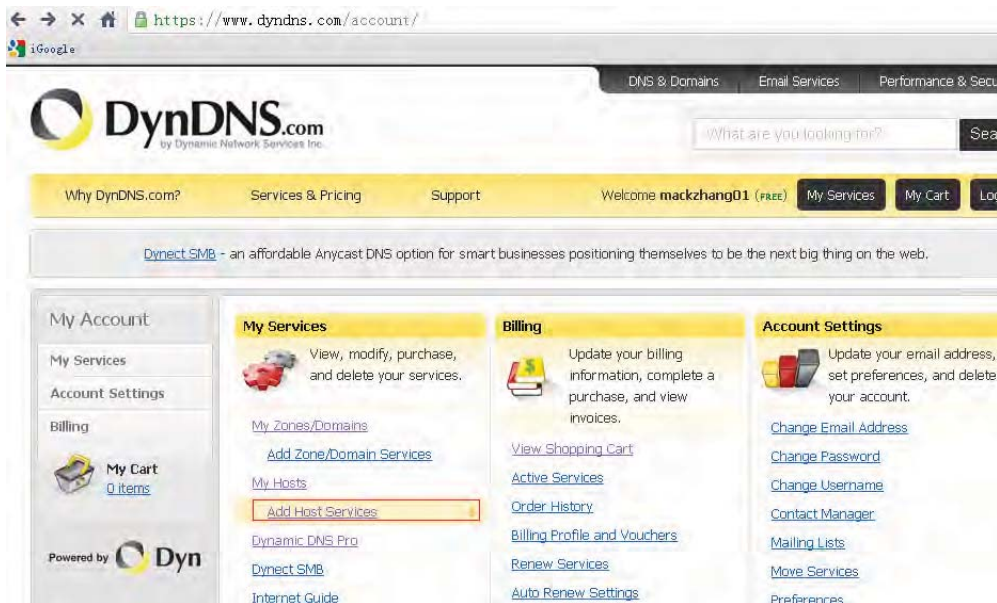 https://www.dyndns.com/account/
iGoogle
DNS & Domains Email Services Performance & Secu
DynDNS.com
by Dynamic Network Services Inc.
What are you looking for? Sea
Why DynDNS.com? Services & Pricing Support Welcome mackzhang01 (FREE) My Services My Cart Log
Dynect SMB - an affordable Anycast DNS option for smart businesses positioning themselves to be the next big thing on the web.
My Account
My Services
Account Settings
Billing
My Cart
0 items
Powered by Dyn
My Services
View, modify, purchase,
and delete your services.
My Zones/Domains
Add Zone/Domain Services
My Hosts
Add Host Services
Dynamic DNS Pro
Dynect SMB
Internet Guide
Billing
Update your billing
information, complete a
purchase, and view
invoices.
View Shopping Cart
Active Services
Order History
Billing Profile and Vouchers
Renew Services
Auto Renew Settings
Account Settings
Update your email address,
set preferences, and delete
your account.
Change Email Address
Change Password
Change Username
Contact Manager
Mailing Lists
Move Services
Preferences